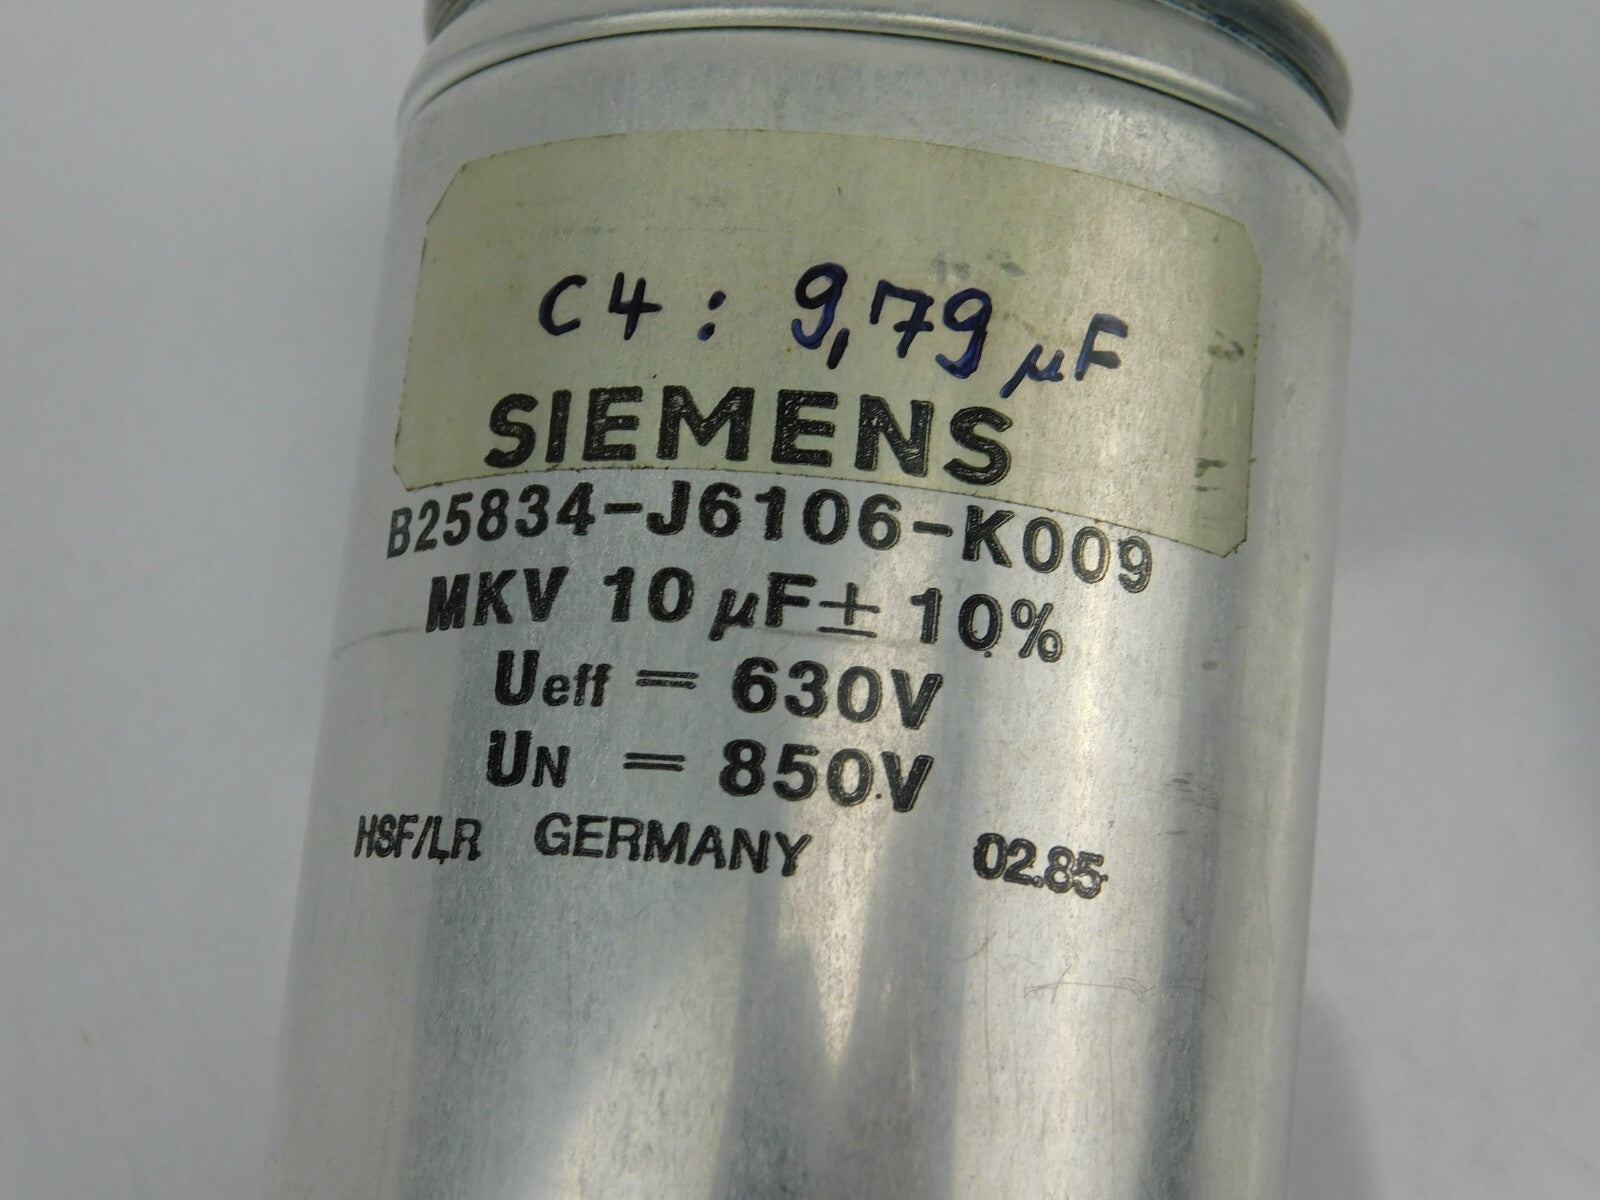 C4: 9,79 µF
SIEMENS
B25834-J6106-K009
MKV 10 µF ± 10%
Ueff = 630V
UN = 850V
HSF/LR GERMANY 02.85